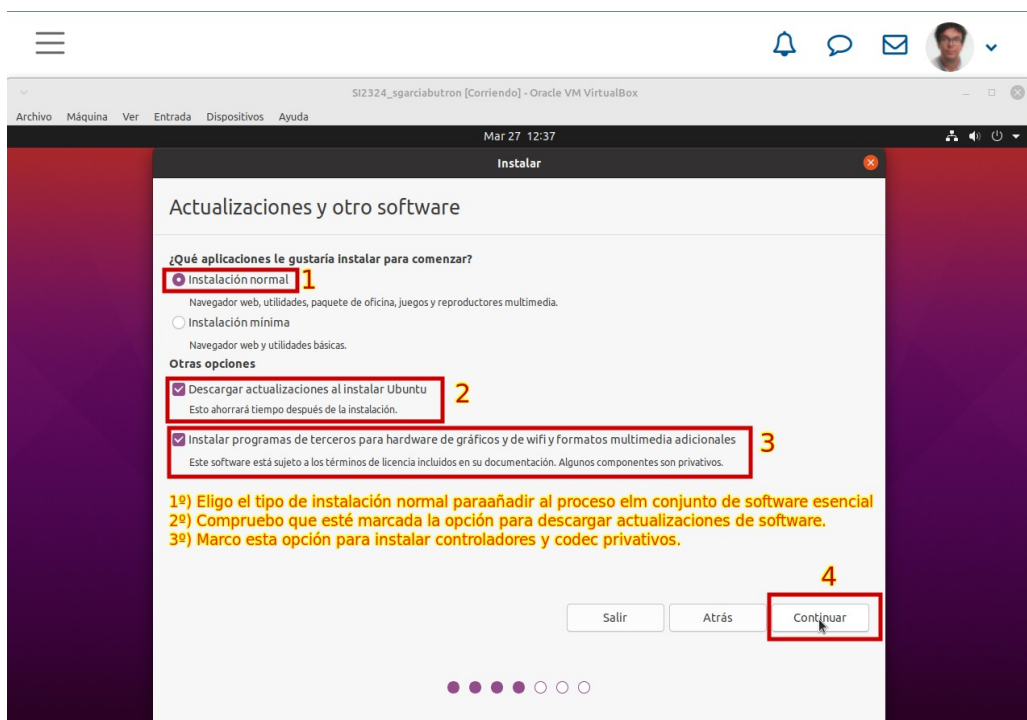 SI2324_sgarciabutron [Corriendo] - Oracle VM VirtualBox
Archivo Máquina Ver Entrada Dispositivos Ayuda
Mar 27 12:37
Instalar
Actualizaciones y otro software
¿Qué aplicaciones le gustaría instalar para comenzar?
Instalación normal 1
Navegador web, utilidades, paquete de oficina, juegos y reproductores multimedia.
Instalación mínima
Navegador web y utilidades básicas.
Otras opciones
Descargar actualizaciones al instalar Ubuntu 2
Esto ahorrará tiempo después de la instalación.
Instalar programas de terceros para hardware de gráficos y de wifi y formatos multimedia adicionales 3
Este software está sujeto a los términos de licencia incluidos en su documentación. Algunos componentes son privativos.
1º) Eligo el tipo de instalación normal paraañadir al proceso elm conjunto de software esencial
2º) Compruebo que esté marcada la opción para descargar actualizaciones de software.
3º) Marco esta opción para instalar controladores y codec privativos.
4
Salir Atrás Continuar